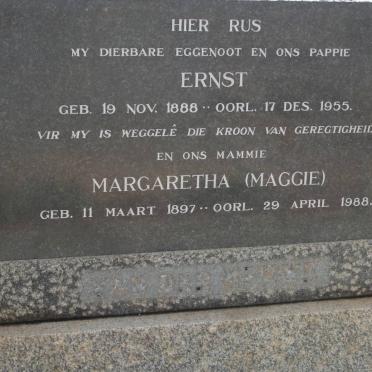 HIER RUS
MY DIERBARE EGGENOOT EN ONS PAPPIE
ERNST
GEB. 19 NOV. 1888 ·· OORL. 17 DES. 1955.
VIR MY IS WEGGELÊ DIE KROON VAN GEREGTIGHEID
EN ONS MAMMIE
MARGARETHA (MAGGIE)
GEB. 11 MAART 1897 ·· OORL. 29 APRIL 1988.